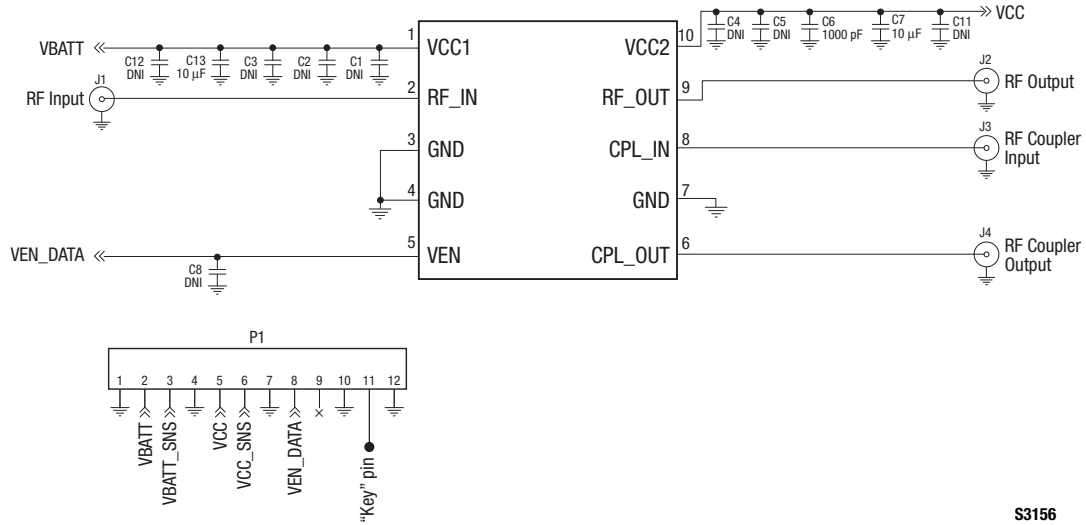 VBATT
C12
DNI
C13
10 μF
C3
DNI
C2
DNI
C1
DNI
1
VCC1
J1
RF Input
2
RF_IN
3
GND
4
GND
VEN_DATA
C8
DNI
5
VEN
VCC2
10
C4
DNI
C5
DNI
C6
1000 pF
C7
10 μF
C11
DNI
VCC
RF_OUT
9
J2
RF Output
CPL_IN
8
J3
RF Coupler
Input
GND
7
CPL_OUT
6
J4
RF Coupler
Output
P1
1 2 3 4 5 6 7 8 9 10 11 12
VBATT
VBATT_SNS
VCC
VCC_SNS
VEN_DATA
“Key” pin
S3156